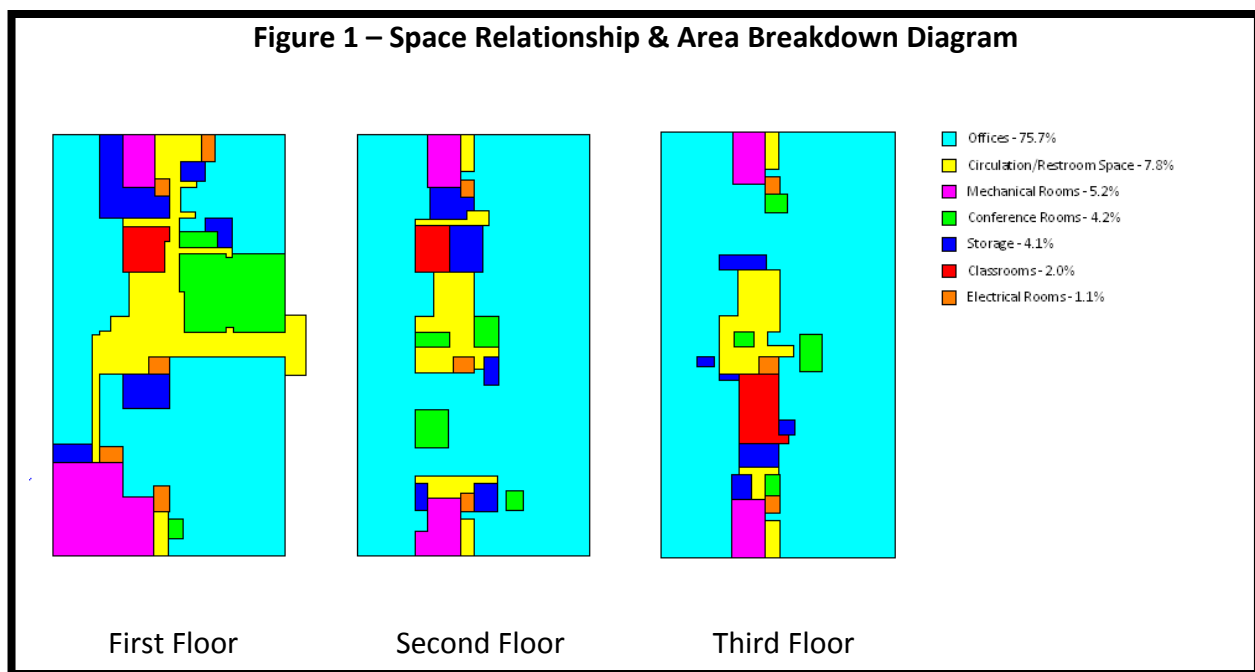 Figure 1 – Space Relationship & Area Breakdown Diagram
Offices - 75.7%
Circulation/Restroom Space - 7.8%
Mechanical Rooms - 5.2%
Conference Rooms - 4.2%
Storage - 4.1%
Classrooms - 2.0%
Electrical Rooms - 1.1%
First Floor
Second Floor
Third Floor